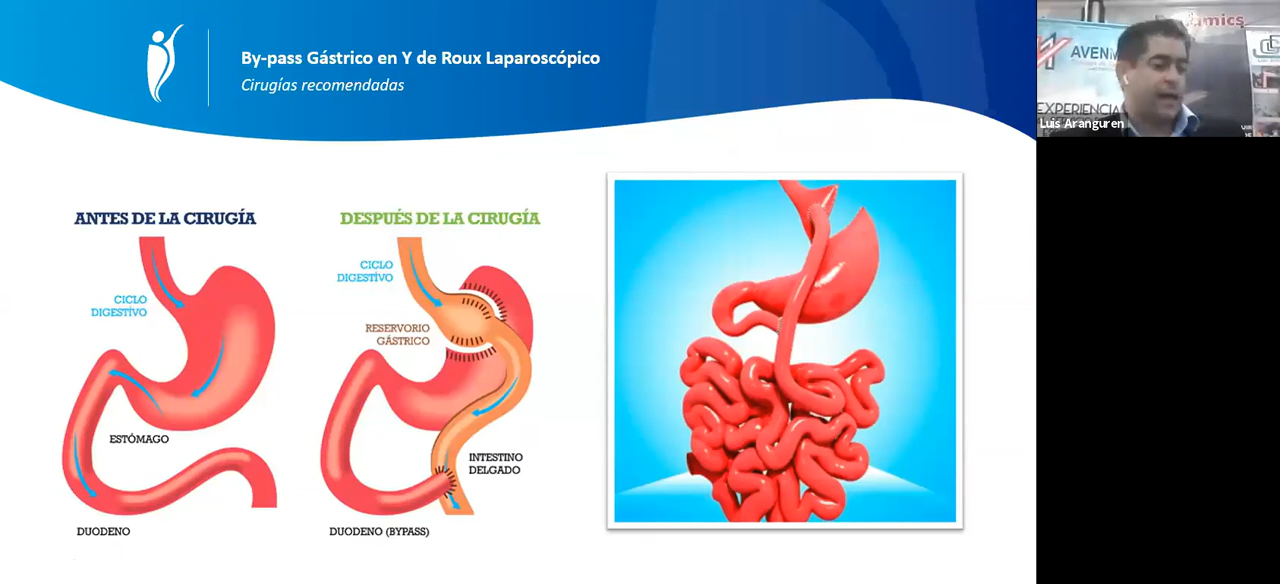 By-pass Gástrico en Y de Roux Laparoscópico
Cirugías recomendadas
ANTES DE LA CIRUGÍA
CICLO
DIGESTIVO
ESTÓMAGO
DUODENO
DESPUÉS DE LA CIRUGÍA
CICLO
DIGESTIVO
RESERVORIO
GÁSTRICO
INTESTINO
DELGADO
DUODENO (BYPASS)
EXPERIENCIA
Luis Aranguren